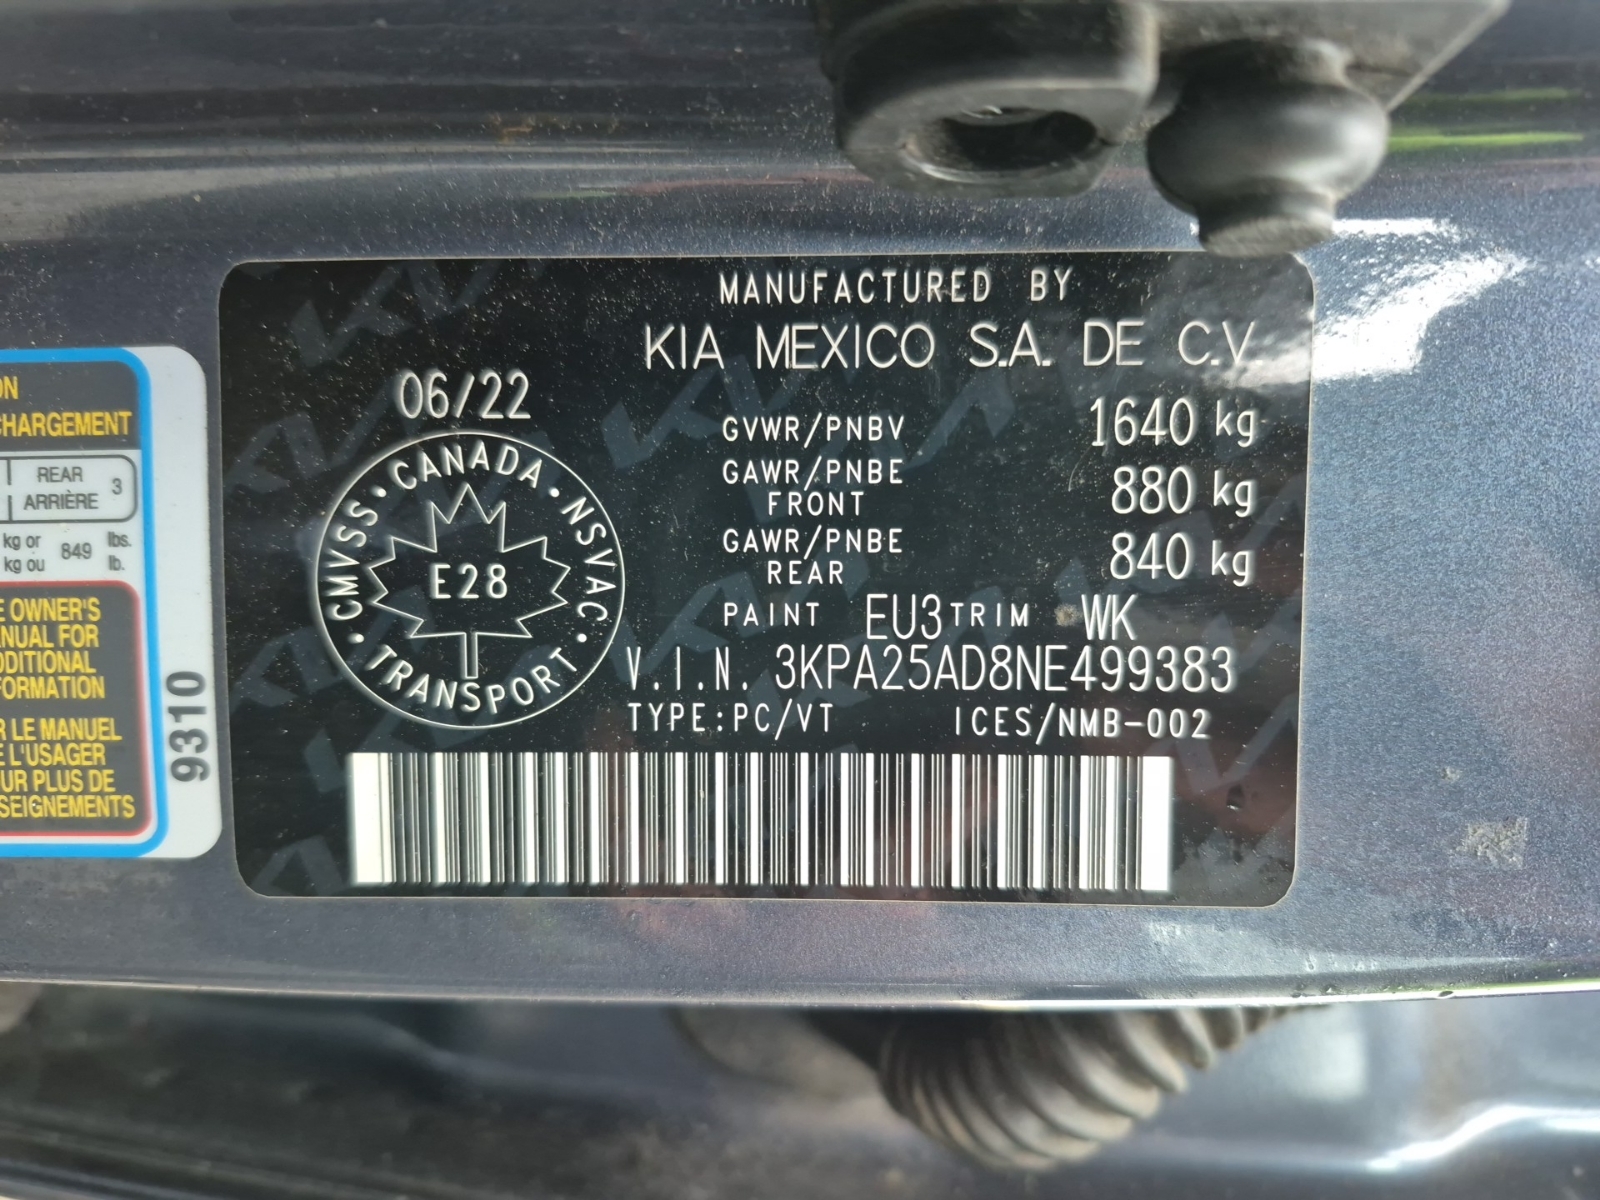 MANUFACTURED BY
KIA MEXICO S.A. DE C.V.
06/22
CMVSS · CANADA · NSVAC · TRANSPORT ·
E28
GVWR/PNBV 1640 kg
GAWR/PNBE FRONT 880 kg
GAWR/PNBE REAR 840 kg
PAINT EU3 TRIM WK
V.I.N. 3KPA25AD8NE499383
TYPE:PC/VT ICES/NMB-002
ON
CHARGEMENT
REAR
ARRIÈRE 3
kg or
kg ou 849 lbs.
lb.
E OWNER'S
ANUAL FOR
DDITIONAL
FORMATION
R LE MANUEL
E L'USAGER
UR PLUS DE
SEIGNEMENTS
9310